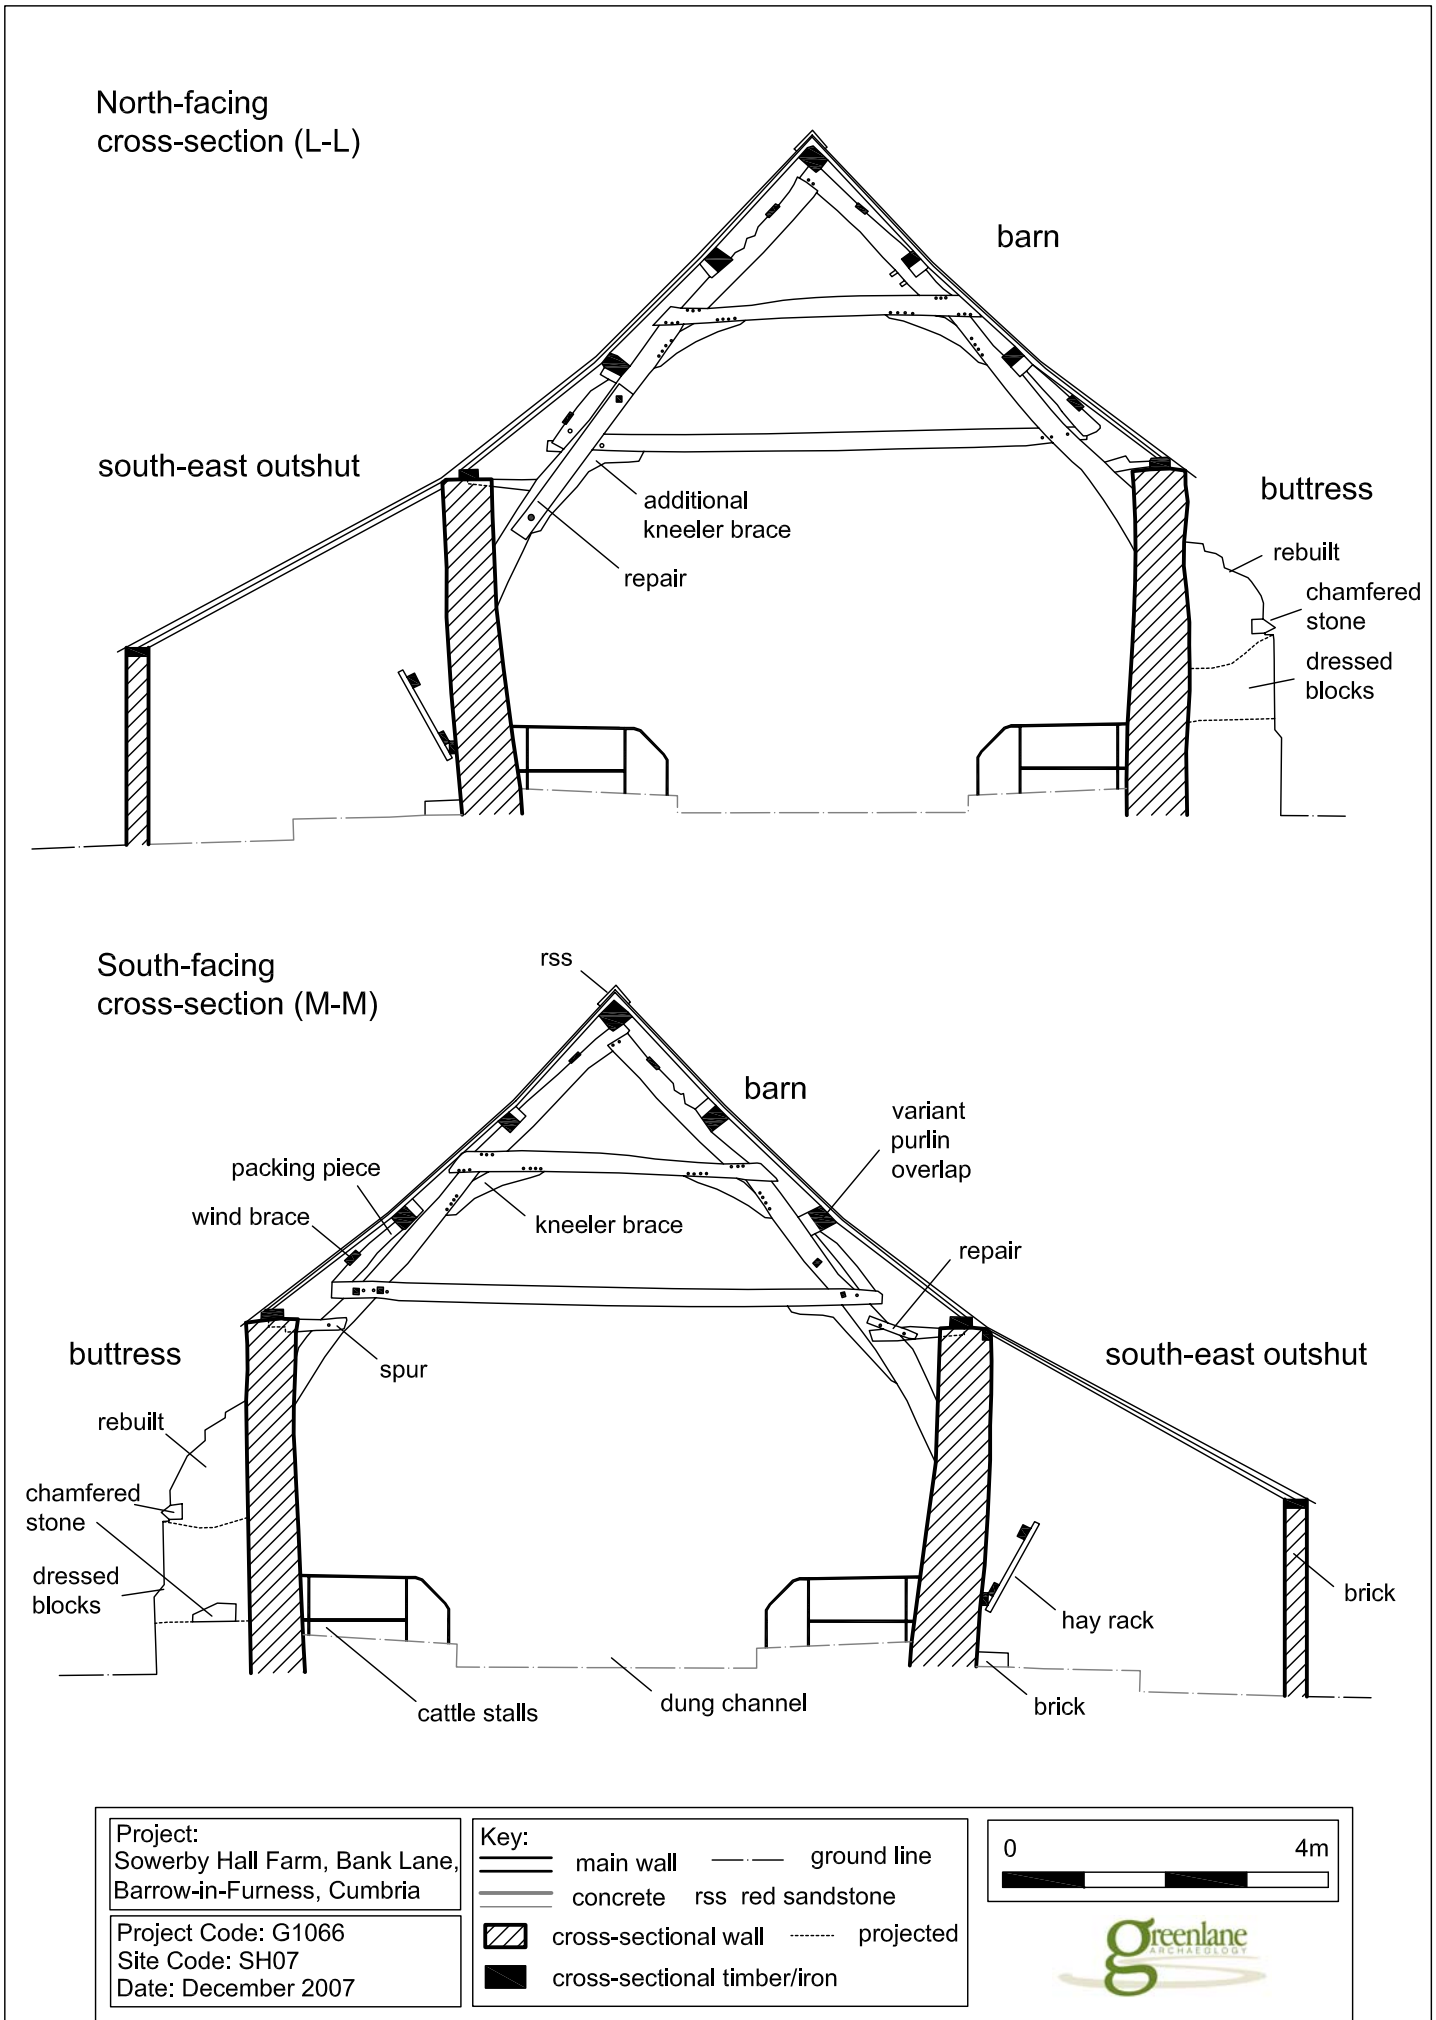 North-facing
cross-section (L-L)
barn
south-east outshut
buttress
additional
kneeler brace
rebuilt
repair
chamfered
stone
dressed
blocks
South-facing
cross-section (M-M)
rss
barn
variant
purlin
overlap
packing piece
wind brace
kneeler brace
repair
buttress
spur
south-east outshut
rebuilt
chamfered
stone
dressed
blocks
brick
hay rack
cattle stalls
dung channel
brick
Project:
Sowerby Hall Farm, Bank Lane,
Barrow-in-Furness, Cumbria
Project Code: G1066
Site Code: SH07
Date: December 2007
Key:
main wall
ground line
concrete
rss red sandstone
cross-sectional wall
projected
cross-sectional timber/iron
0 4m
greenlane
ARCHAEOLOGY